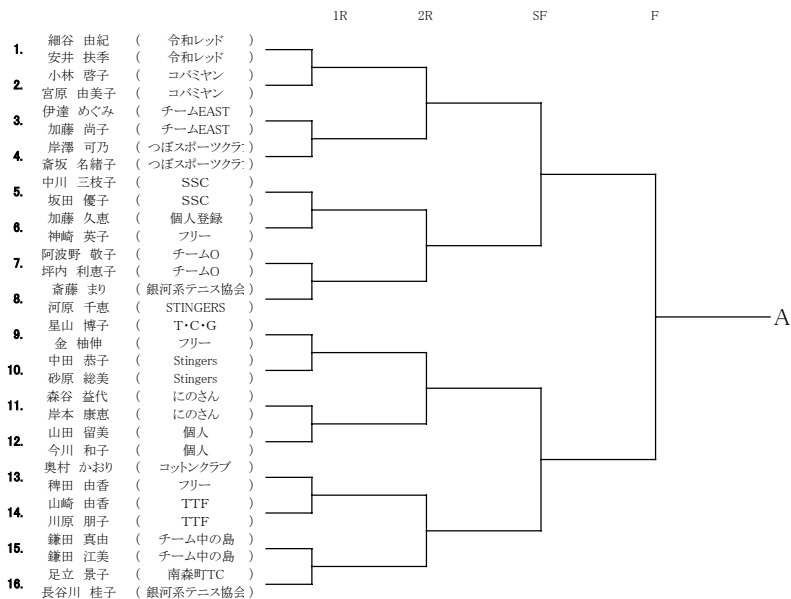 1R 2R SF F
細谷 由紀 ( 令和レッド )
1.
安井 扶季 ( 令和レッド )
小林 啓子 ( コバミヤン )
2.
宮原 由美子 ( コバミヤン )
伊達 めぐみ ( チームEAST )
3.
加藤 尚子 ( チームEAST )
岸澤 可乃 ( つぼスポーツクラ )
4.
斎坂 名緒子 ( つぼスポーツクラ )
中川 三枝子 ( SSC )
5.
坂田 優子 ( SSC )
加藤 久恵 ( 個人登録 )
6.
神崎 英子 ( フリー )
阿波野 敬子 ( チームO )
7.
坪内 利恵子 ( チームO )
斎藤 まり ( 銀河系テニス協会 )
8.
河原 千恵 ( STINGERS )
星山 博子 ( T・C・G )
9.
金 柚伸 ( フリー )
中田 恭子 ( Stingers )
10.
砂原 総美 ( Stingers )
森谷 益代 ( にのさん )
11.
岸本 康恵 ( にのさん )
山田 留美 ( 個人 )
12.
今川 和子 ( 個人 )
奥村 かおり ( コットンクラブ )
13.
稗田 由香 ( フリー )
山崎 由香 ( TTF )
14.
川原 朋子 ( TTF )
鎌田 真由 ( チーム中の島 )
15.
鎌田 江美 ( チーム中の島 )
足立 景子 ( 南森町TC )
16.
長谷川 桂子 ( 銀河系テニス協会 )
A